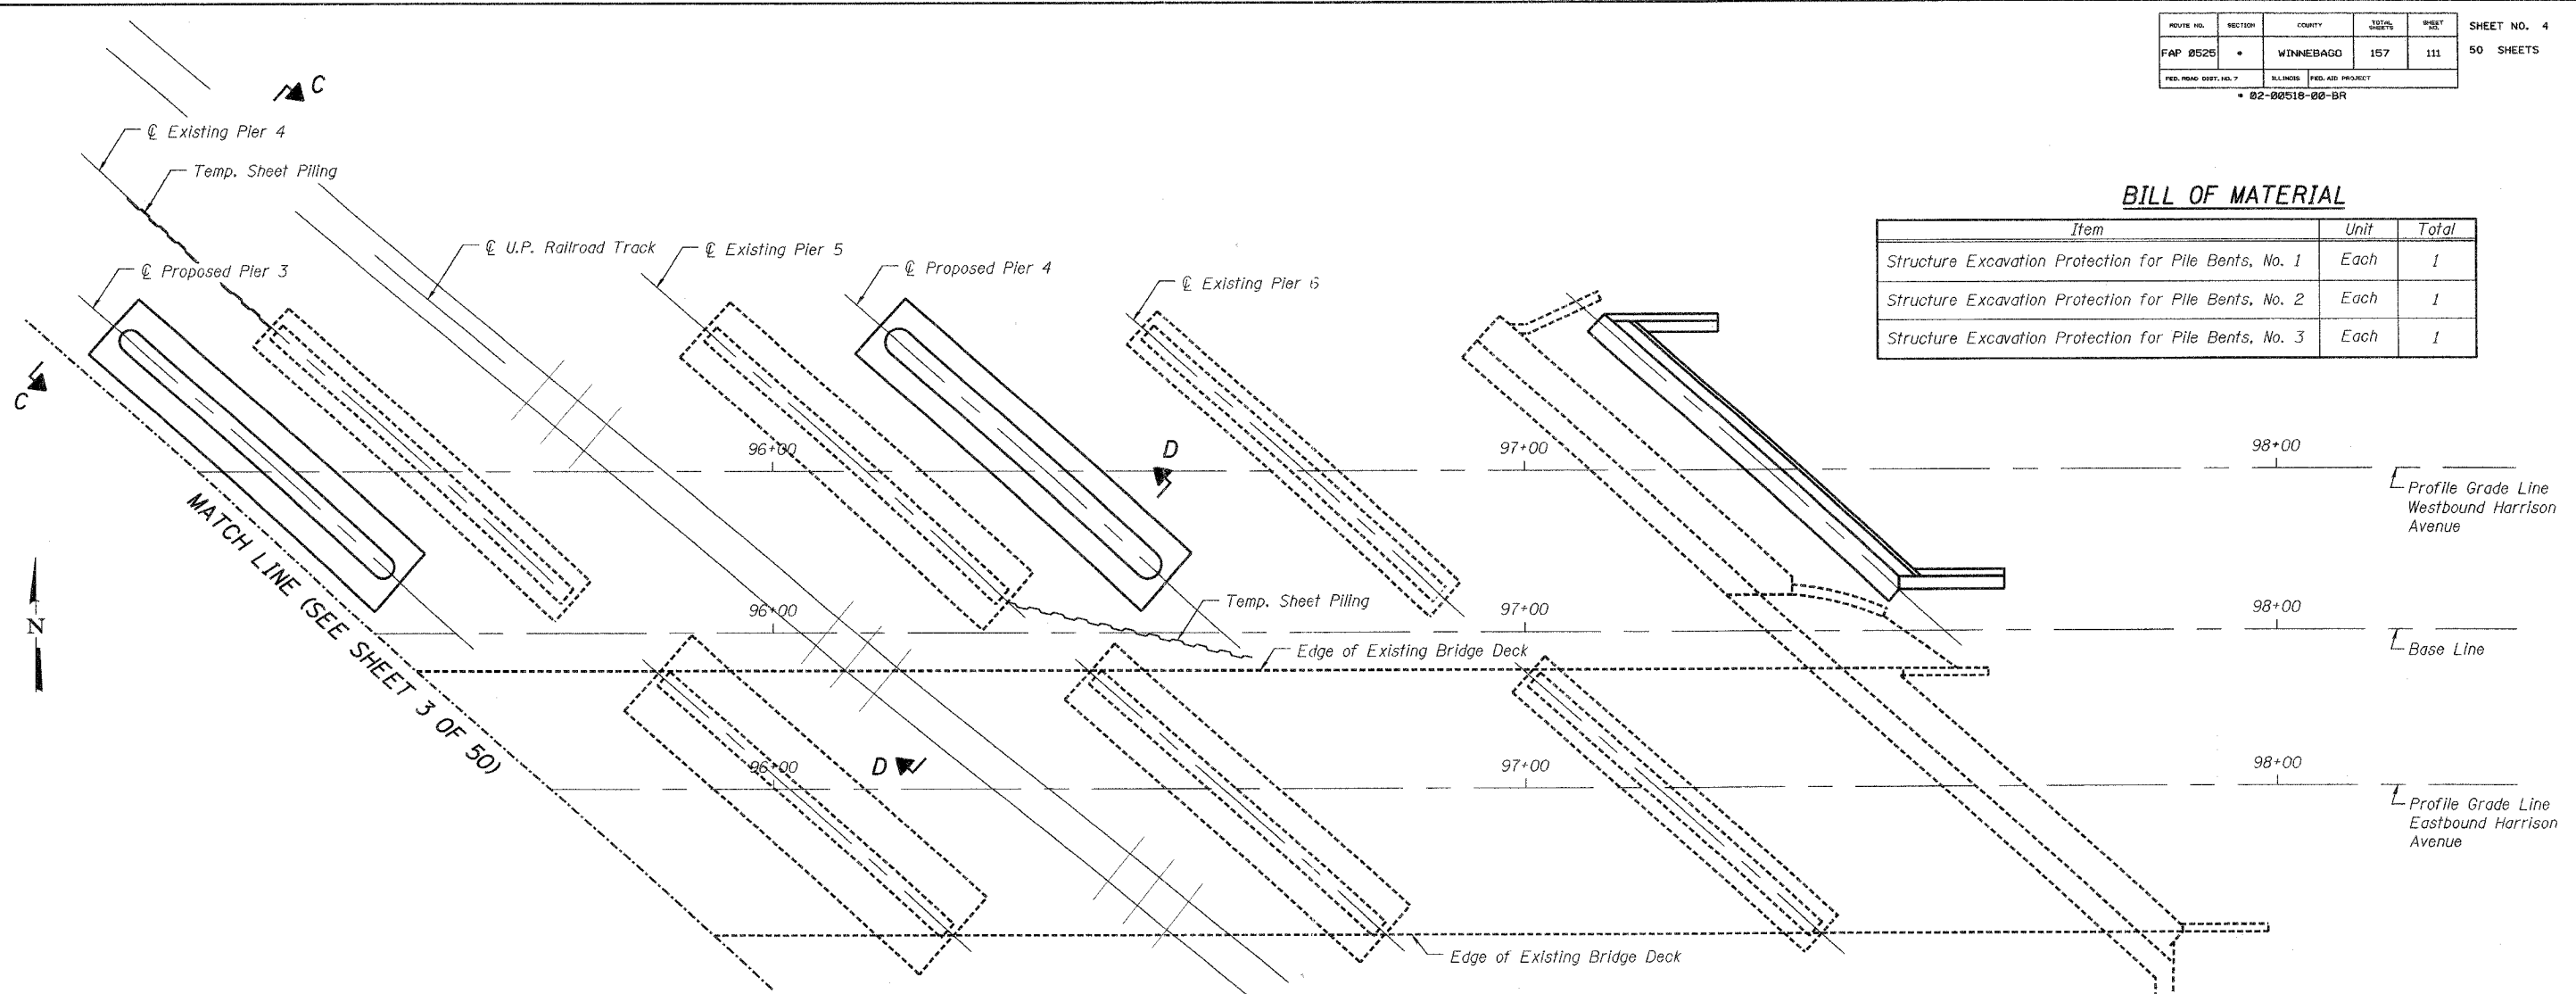 ROUTE NO. SECTION COUNTY TOTAL SHEETS SHEET NO.
FAP 0525 * WINNEBAGO 157 111
FED. ROAD DIST. NO. 7 ILLINOIS FED. AID PROJECT
* 02-00518-00-BR
SHEET NO. 4
50 SHEETS
C
℄ Existing Pier 4
Temp. Sheet Piling
℄ Proposed Pier 3
℄ U.P. Railroad Track
℄ Existing Pier 5
℄ Proposed Pier 4
℄ Existing Pier 6
BILL OF MATERIAL
Item Unit Total
Structure Excavation Protection for Pile Bents, No. 1 Each 1
Structure Excavation Protection for Pile Bents, No. 2 Each 1
Structure Excavation Protection for Pile Bents, No. 3 Each 1
C
D
96+00 97+00 98+00
Profile Grade Line
Westbound Harrison
Avenue
MATCH LINE (SEE SHEET 3 OF 50)
N
Temp. Sheet Piling
96+00 97+00 98+00
Base Line
Edge of Existing Bridge Deck
D
96+00 97+00 98+00
Profile Grade Line
Eastbound Harrison
Avenue
Edge of Existing Bridge Deck